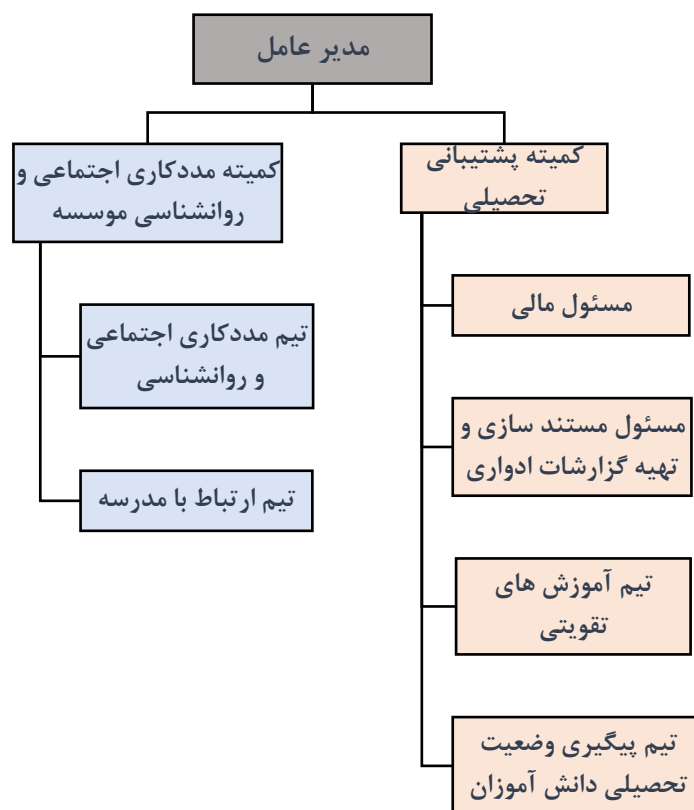 مدیر عامل
کمیته پشتیبانی
تحصیلی
مسئول مالی
مسئول مستند سازی و
تهیه گزارشات ادواری
تیم آموزش های
تقویتی
تیم پیگیری وضعیت
تحصیلی دانش آموزان
کمیته مددکاری اجتماعی و
روانشناسی موسسه
تیم مددکاری اجتماعی
و روانشناسی
تیم ارتباط با مدرسه